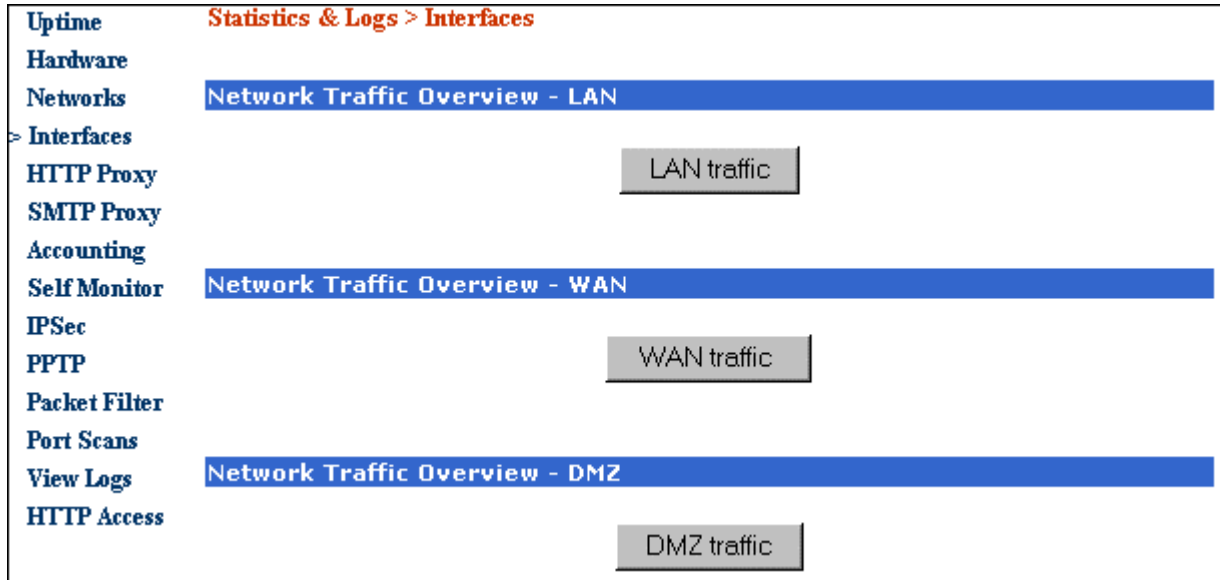 Uptime
Hardware
Networks
> Interfaces
HTTP Proxy
SMTP Proxy
Accounting
Self Monitor
IPSec
PPTP
Packet Filter
Port Scans
View Logs
HTTP Access
Statistics & Logs > Interfaces
Network Traffic Overview - LAN
LAN traffic
Network Traffic Overview - WAN
WAN traffic
Network Traffic Overview - DMZ
DMZ traffic